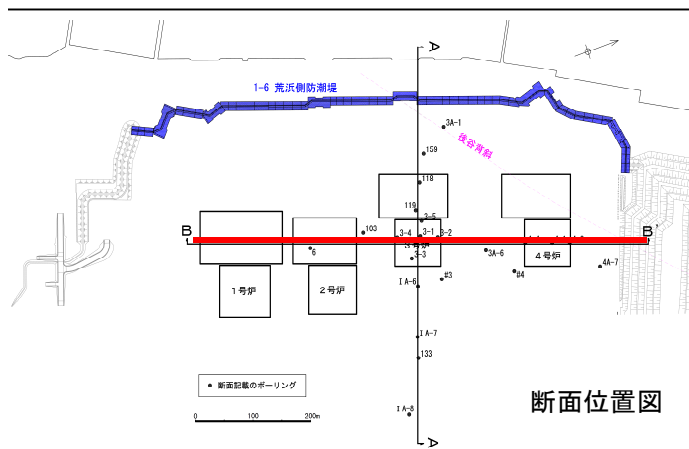 A
1-6 荒浜側防潮堤
3A-1
後谷背斜
159
118
119
3-5
B
103
3-4
3-1
3-2
B'
6
3号炉
3A-6
4号炉
3-3
4A-7
#3
#4
1号炉
2号炉
ⅠA-6
ⅠA-7
133
断面記載のボーリング
ⅠA-8
断面位置図
0
100
200m
A